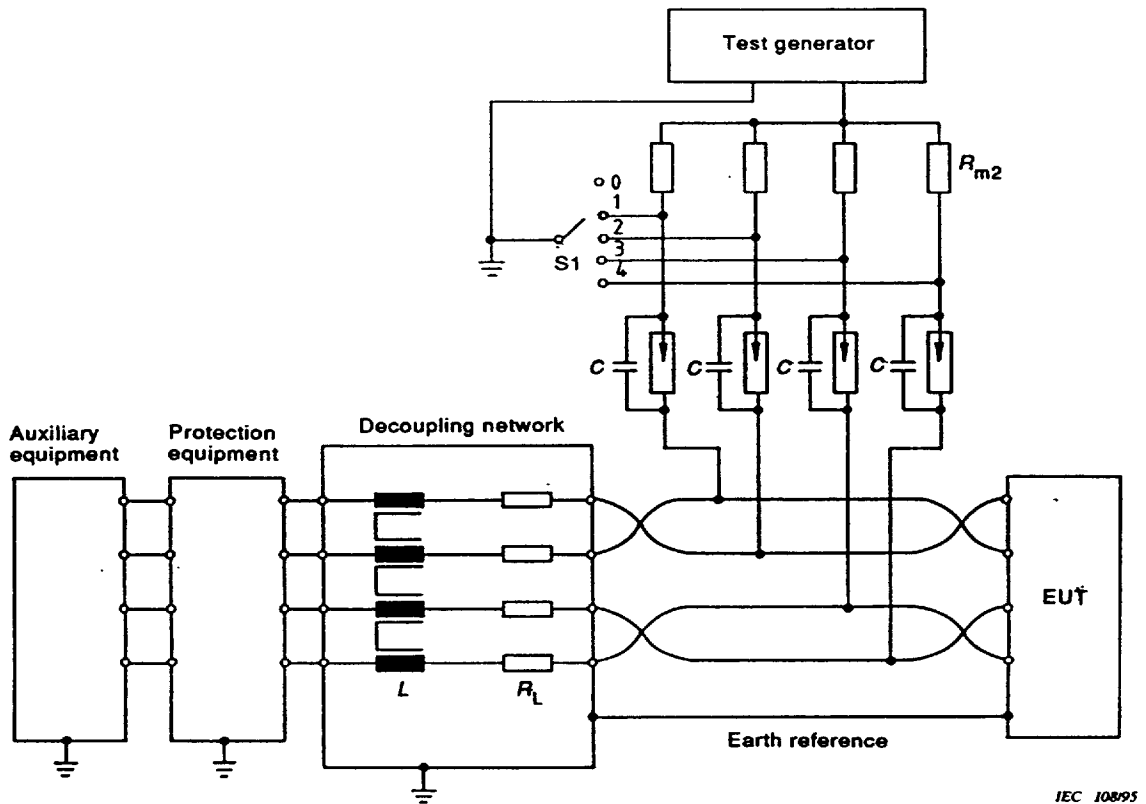 Test generator
R m2
0
1
2
3
4
S1
C
C
C
C
Decoupling network
Auxiliary
equipment
Protection
equipment
EUT
L
R L
Earth reference
IEC 108/95